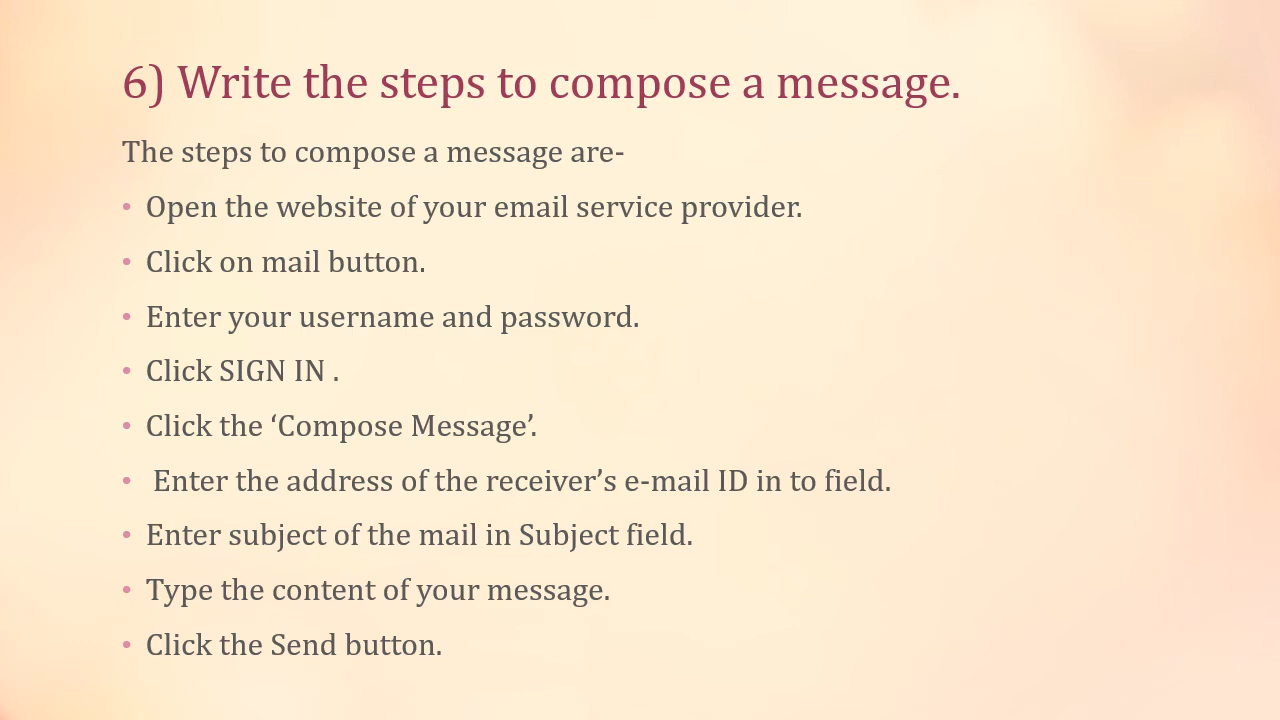 6) Write the steps to compose a message.
The steps to compose a message are-
• Open the website of your email service provider.
• Click on mail button.
• Enter your username and password.
• Click SIGN IN .
• Click the ‘Compose Message’.
• Enter the address of the receiver’s e-mail ID in to field.
• Enter subject of the mail in Subject field.
• Type the content of your message.
• Click the Send button.